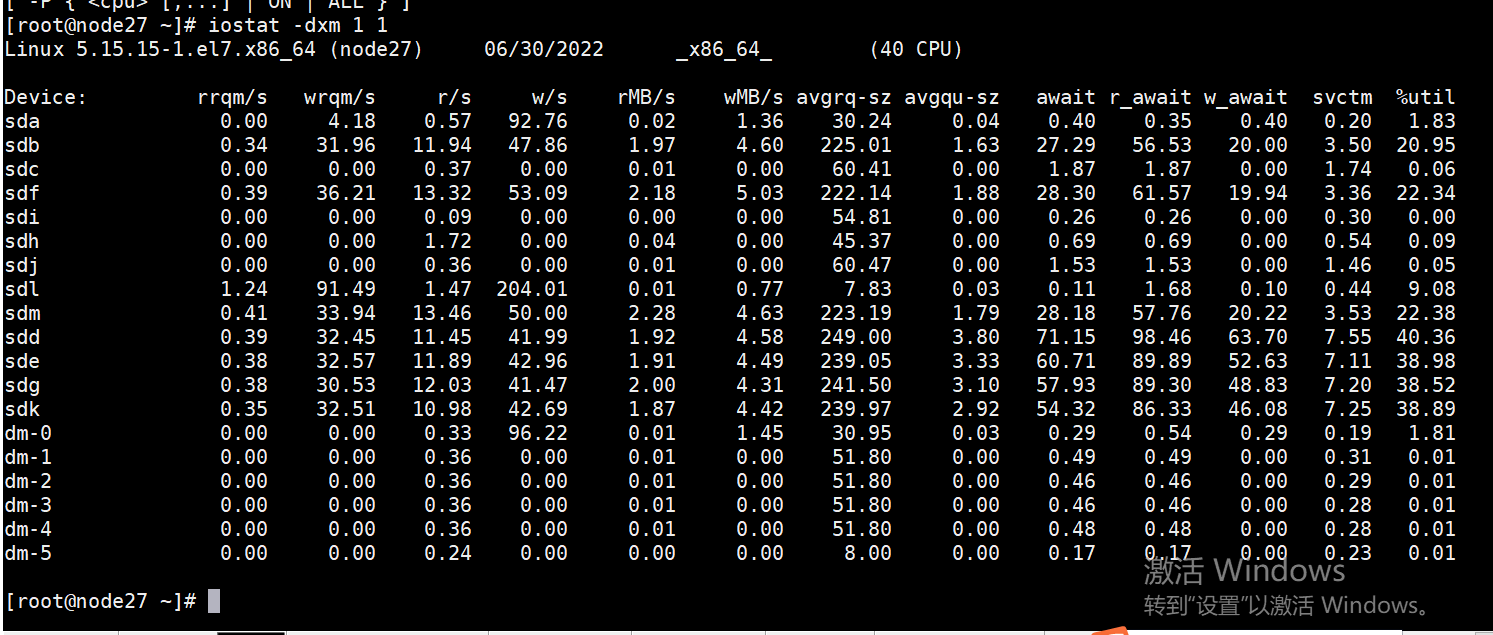 [ -P { <cpu> [,...] | ON | ALL } ]
[root@node27 ~]# iostat -dxm 1 1
Linux 5.15.15-1.el7.x86_64 (node27) 06/30/2022 _x86_64_ (40 CPU)
Device: rrqm/s wrqm/s r/s w/s rMB/s wMB/s avgrq-sz avgqu-sz await r_await w_await svctm %util
sda 0.00 4.18 0.57 92.76 0.02 1.36 30.24 0.04 0.40 0.35 0.40 0.20 1.83
sdb 0.34 31.96 11.94 47.86 1.97 4.60 225.01 1.63 27.29 56.53 20.00 3.50 20.95
sdc 0.00 0.00 0.37 0.00 0.01 0.00 60.41 0.00 1.87 1.87 0.00 1.74 0.06
sdf 0.39 36.21 13.32 53.09 2.18 5.03 222.14 1.88 28.30 61.57 19.94 3.36 22.34
sdi 0.00 0.00 0.09 0.00 0.00 0.00 54.81 0.00 0.26 0.26 0.00 0.30 0.00
sdh 0.00 0.00 1.72 0.00 0.04 0.00 45.37 0.00 0.69 0.69 0.00 0.54 0.09
sdj 0.00 0.00 0.36 0.00 0.01 0.00 60.47 0.00 1.53 1.53 0.00 1.46 0.05
sdl 1.24 91.49 1.47 204.01 0.01 0.77 7.83 0.03 0.11 1.68 0.10 0.44 9.08
sdm 0.41 33.94 13.46 50.00 2.28 4.63 223.19 1.79 28.18 57.76 20.22 3.53 22.38
sdd 0.39 32.45 11.45 41.99 1.92 4.58 249.00 3.80 71.15 98.46 63.70 7.55 40.36
sde 0.38 32.57 11.89 42.96 1.91 4.49 239.05 3.33 60.71 89.89 52.63 7.11 38.98
sdg 0.38 30.53 12.03 41.47 2.00 4.31 241.50 3.10 57.93 89.30 48.83 7.20 38.52
sdk 0.35 32.51 10.98 42.69 1.87 4.42 239.97 2.92 54.32 86.33 46.08 7.25 38.89
dm-0 0.00 0.00 0.33 96.22 0.01 1.45 30.95 0.03 0.29 0.54 0.29 0.19 1.81
dm-1 0.00 0.00 0.36 0.00 0.01 0.00 51.80 0.00 0.49 0.49 0.00 0.31 0.01
dm-2 0.00 0.00 0.36 0.00 0.01 0.00 51.80 0.00 0.46 0.46 0.00 0.29 0.01
dm-3 0.00 0.00 0.36 0.00 0.01 0.00 51.80 0.00 0.46 0.46 0.00 0.28 0.01
dm-4 0.00 0.00 0.36 0.00 0.01 0.00 51.80 0.00 0.48 0.48 0.00 0.28 0.01
dm-5 0.00 0.00 0.24 0.00 0.00 0.00 8.00 0.00 0.17 0.17 0.00 0.23 0.01
激活 Windows
[root@node27 ~]#
转到“设置”以激活 Windows。